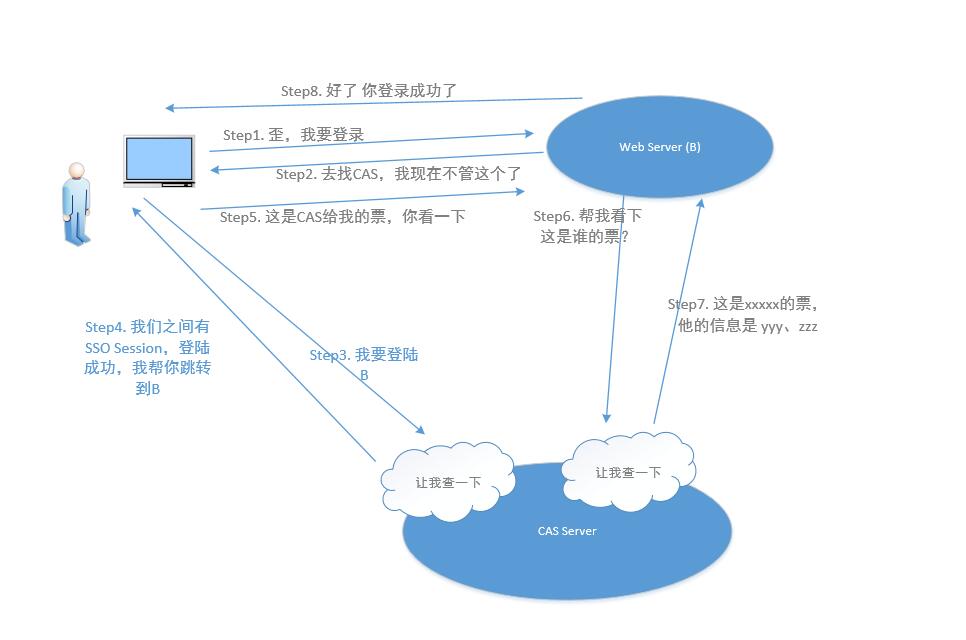 Step8. 好了 你登录成功了
Step1. 歪，我要登录
Web Server (B)
Step2. 去找CAS，我现在不管这个了
Step5. 这是CAS给我的票，你看一下
Step6. 帮我看下
这是谁的票？
Step7. 这是xxxxx的票，
他的信息是 yyy、zzz
Step4. 我们之间有
SSO Session，登陆
成功，我帮你跳转
到B
Step3. 我要登陆
B
让我查一下
让我查一下
CAS Server